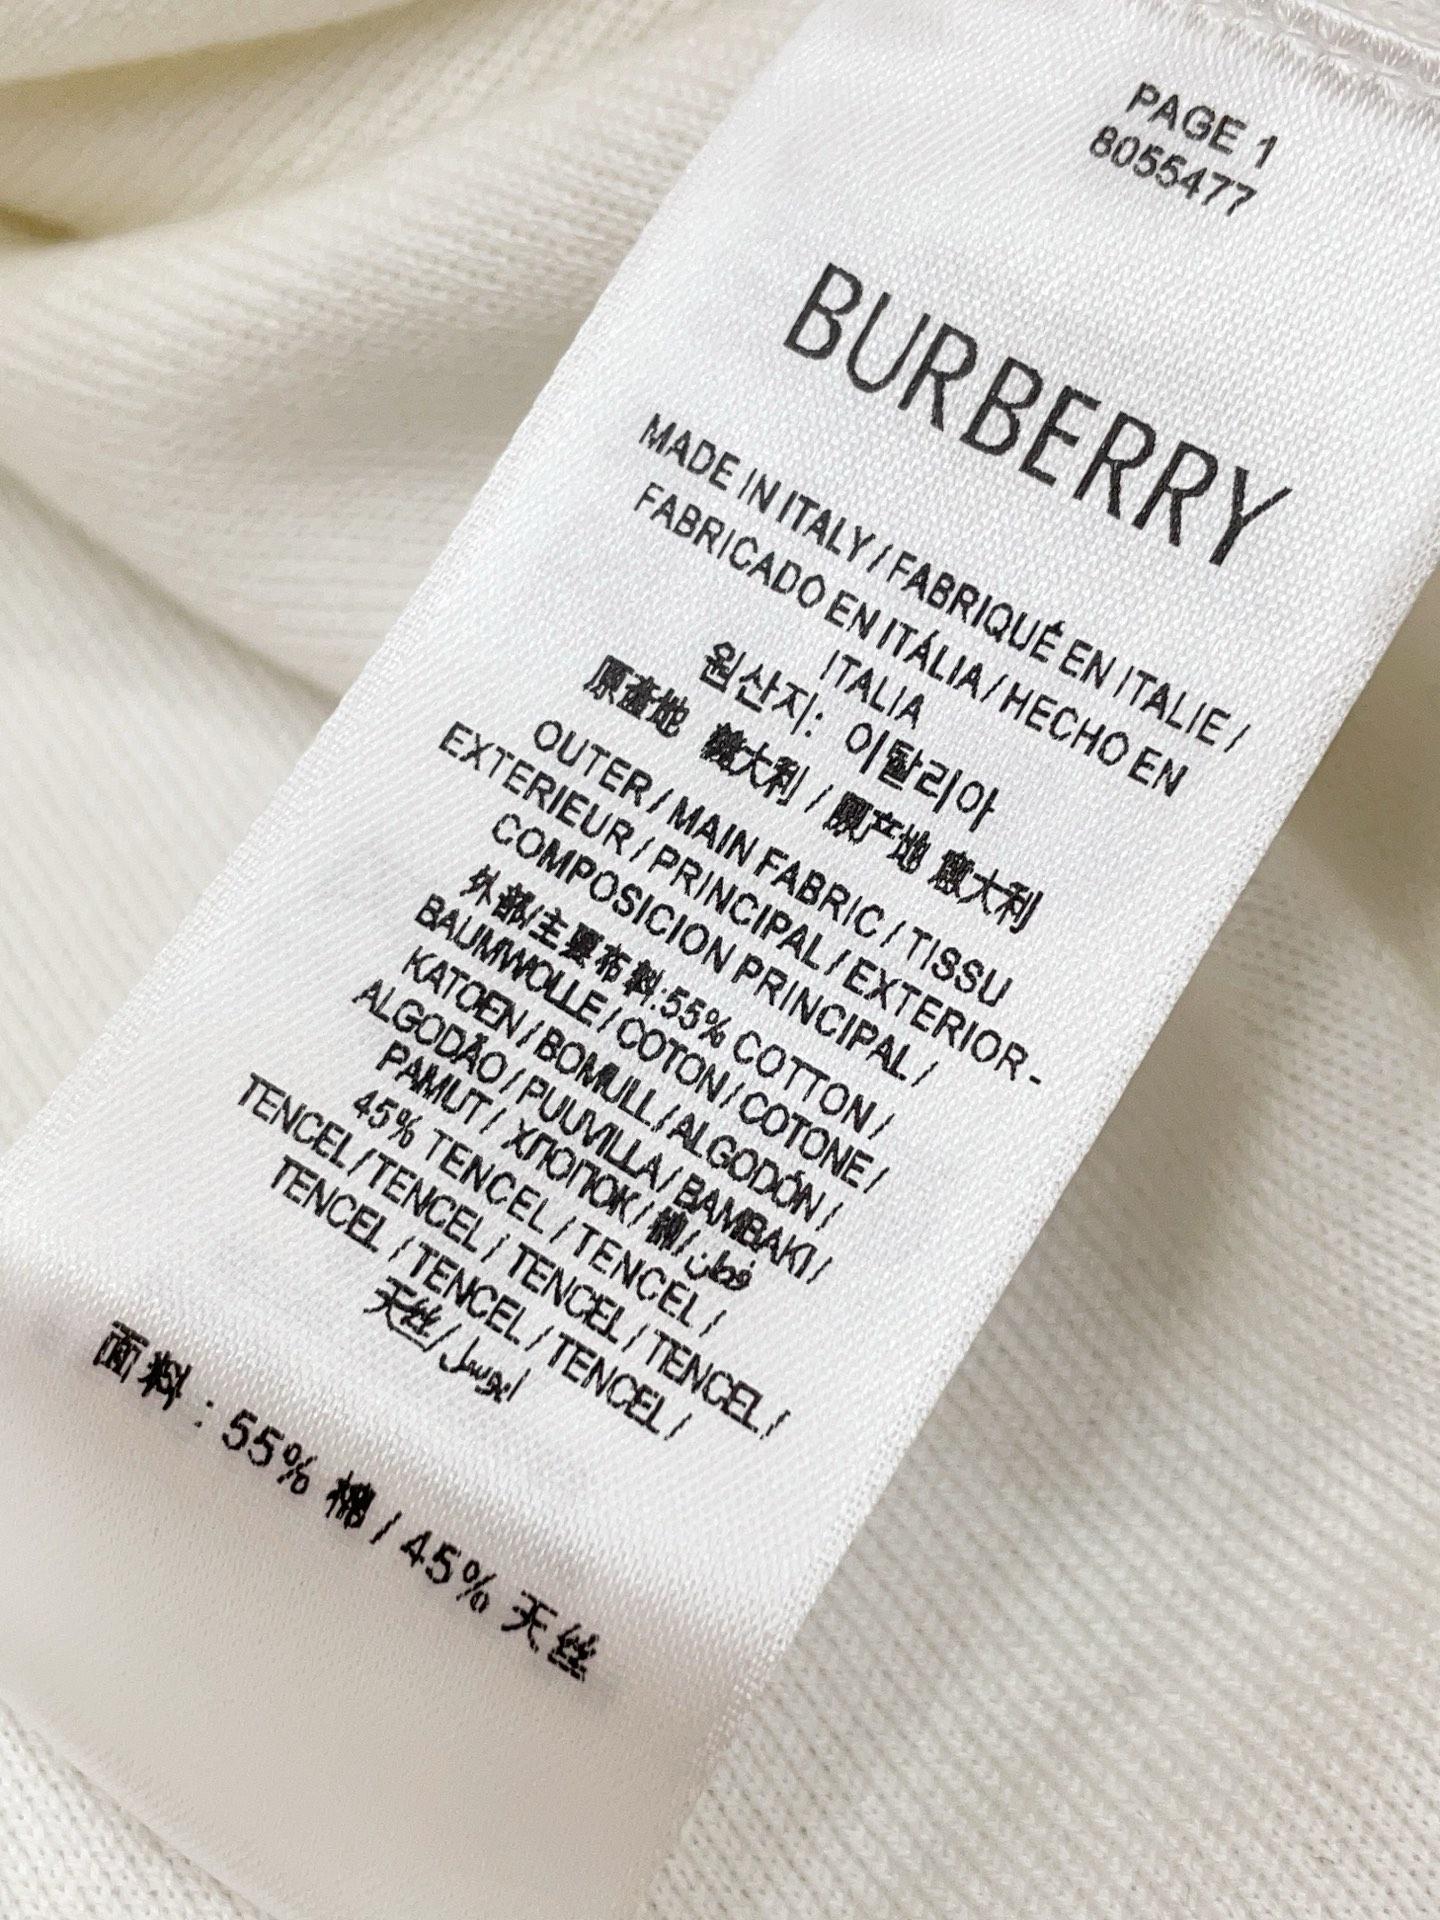 PAGE 1
8055477
BURBERRY
MADE IN ITALY / FABRIQUÉ EN ITALIE /
FABRICADO EN ITÁLIA / HECHO EN
ITALIA
원산지: 이탈리아
原產地 義大利 / 原产地 意大利
OUTER / MAIN FABRIC / TISSU
EXTERIEUR / PRINCIPAL / EXTERIOR -
COMPOSICION PRINCIPAL /
外部/主要布料:55% COTTON /
BAUMWOLLE / COTON / COTONE /
KATOEN / BOMULL / ALGODÓN /
ALGODÃO / PUUVILLA / BAMBAKI /
PAMUT / ХЛОПОК / 棉/ قطن
45% TENCEL / TENCEL /
TENCEL / TENCEL / TENCEL / TENCEL /
TENCEL / TENCEL / TENCEL /
天丝/
面料 : 55% 棉 / 45% 天丝